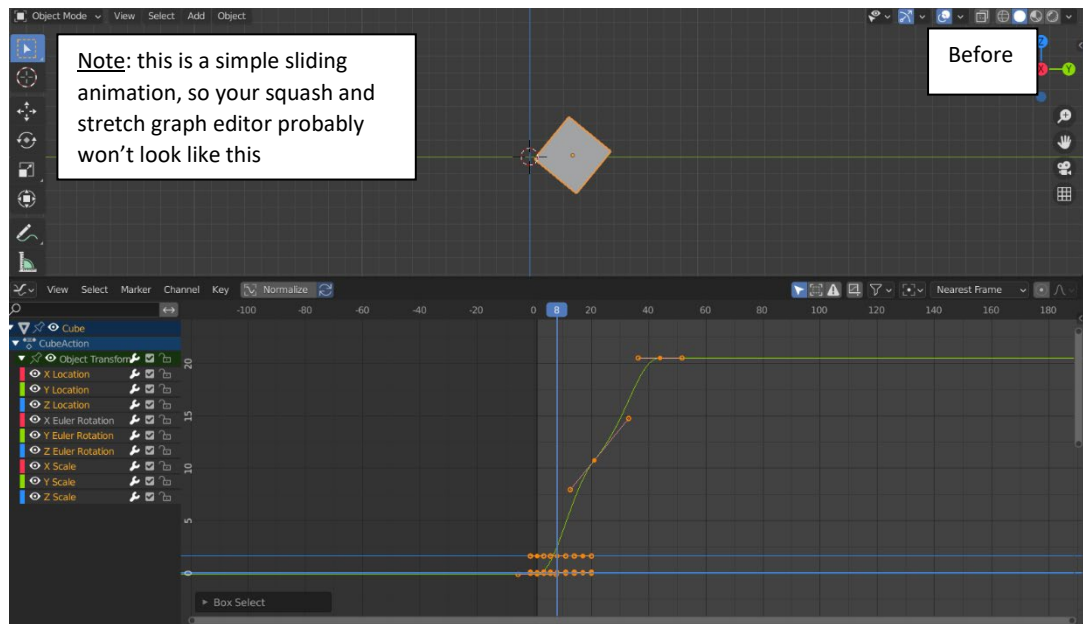 Object Mode View Select Add Object
Note: this is a simple sliding
animation, so your squash and
stretch graph editor probably
won't look like this
Before
Z
X Y
View Select Marker Channel Key Normalize Nearest Frame
-100 -80 -60 -40 -20 0 8 20 40 60 80 100 120 140 160 180
Cube
CubeAction
Object Transform
X Location
Y Location
Z Location
X Euler Rotation
Y Euler Rotation
Z Euler Rotation
X Scale
Y Scale
Z Scale
20
15
10
5
0
Box Select